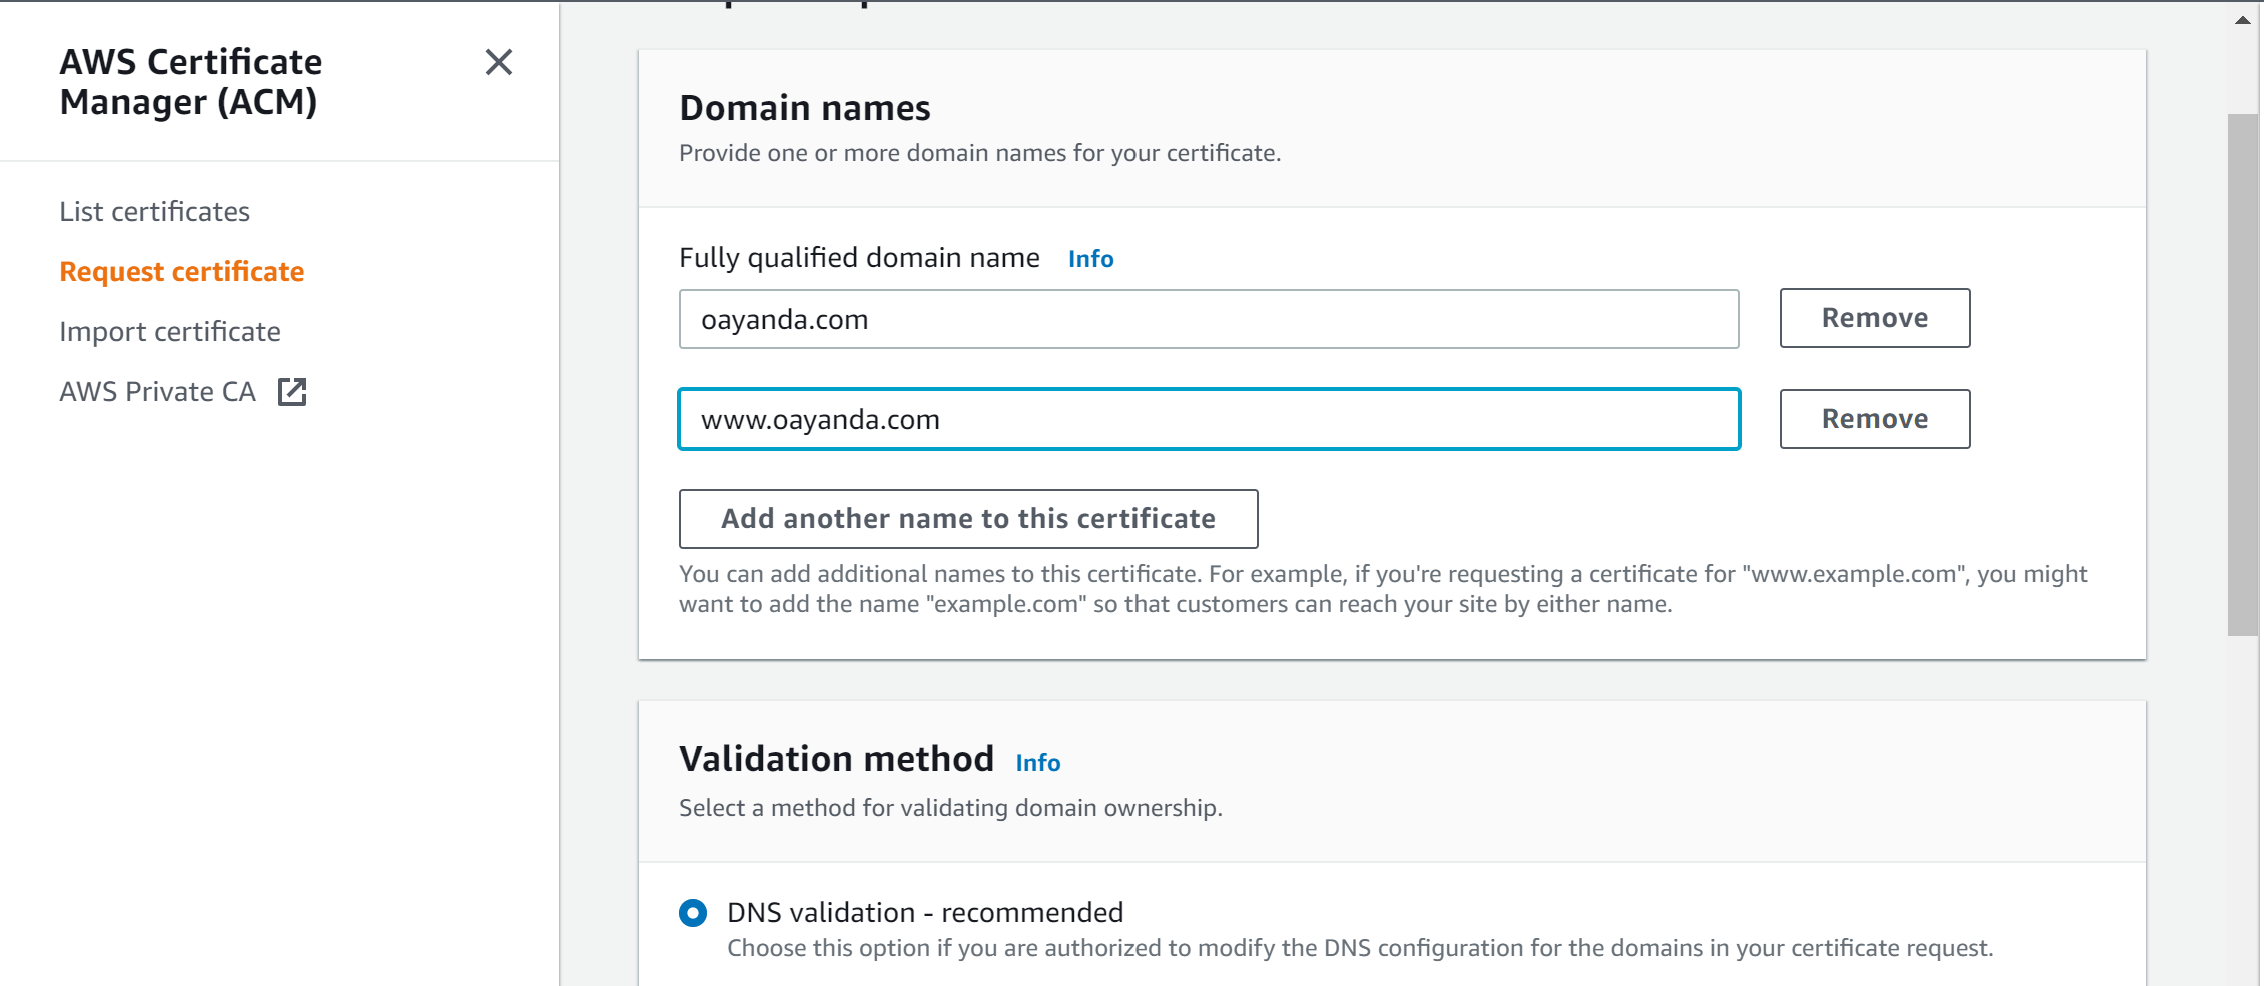 AWS Certificate
Manager (ACM)
List certificates
Request certificate
Import certificate
AWS Private CA
Domain names
Provide one or more domain names for your certificate.
Fully qualified domain name Info
oayanda.com
Remove
www.oayanda.com
Remove
Add another name to this certificate
You can add additional names to this certificate. For example, if you're requesting a certificate for "www.example.com", you might
want to add the name "example.com" so that customers can reach your site by either name.
Validation method Info
Select a method for validating domain ownership.
DNS validation - recommended
Choose this option if you are authorized to modify the DNS configuration for the domains in your certificate request.